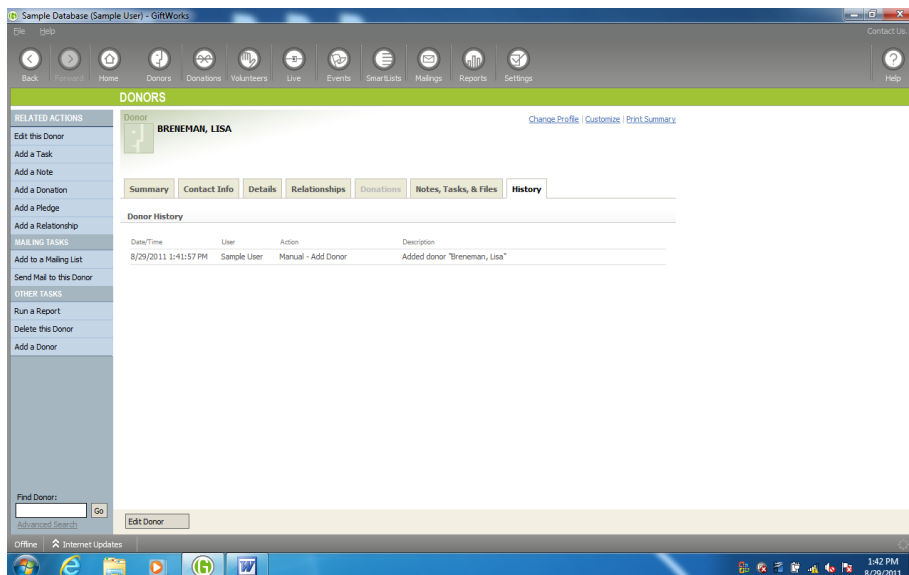 Sample Database (Sample User) - GiftWorks
File Help Contact Us.
Back Forward Home Donors Donations Volunteers Live Events SmartLists Mailings Reports Settings Help
DONORS
RELATED ACTIONS
Edit this Donor
Add a Task
Add a Note
Add a Donation
Add a Pledge
Add a Relationship
MAILING TASKS
Add to a Mailing List
Send Mail to this Donor
OTHER TASKS
Run a Report
Delete this Donor
Add a Donor
Find Donor:
Go
Advanced Search
Donor
BRENEMAN, LISA
Change Profile | Customize | Print Summary
Summary Contact Info Details Relationships Donations Notes, Tasks, & Files History
Donor History
Date/Time User Action Description
8/29/2011 1:41:57 PM Sample User Manual - Add Donor Added donor "Breneman, Lisa"
Edit Donor
Offline Internet Updates
1:42 PM
8/29/2011